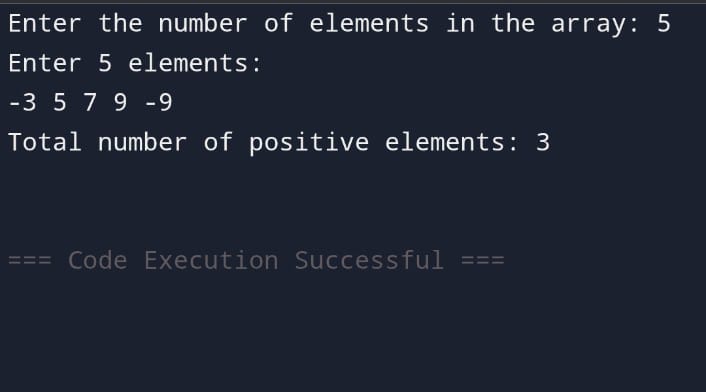 Enter the number of elements in the array: 5
Enter 5 elements:
-3 5 7 9 -9
Total number of positive elements: 3
=== Code Execution Successful ===